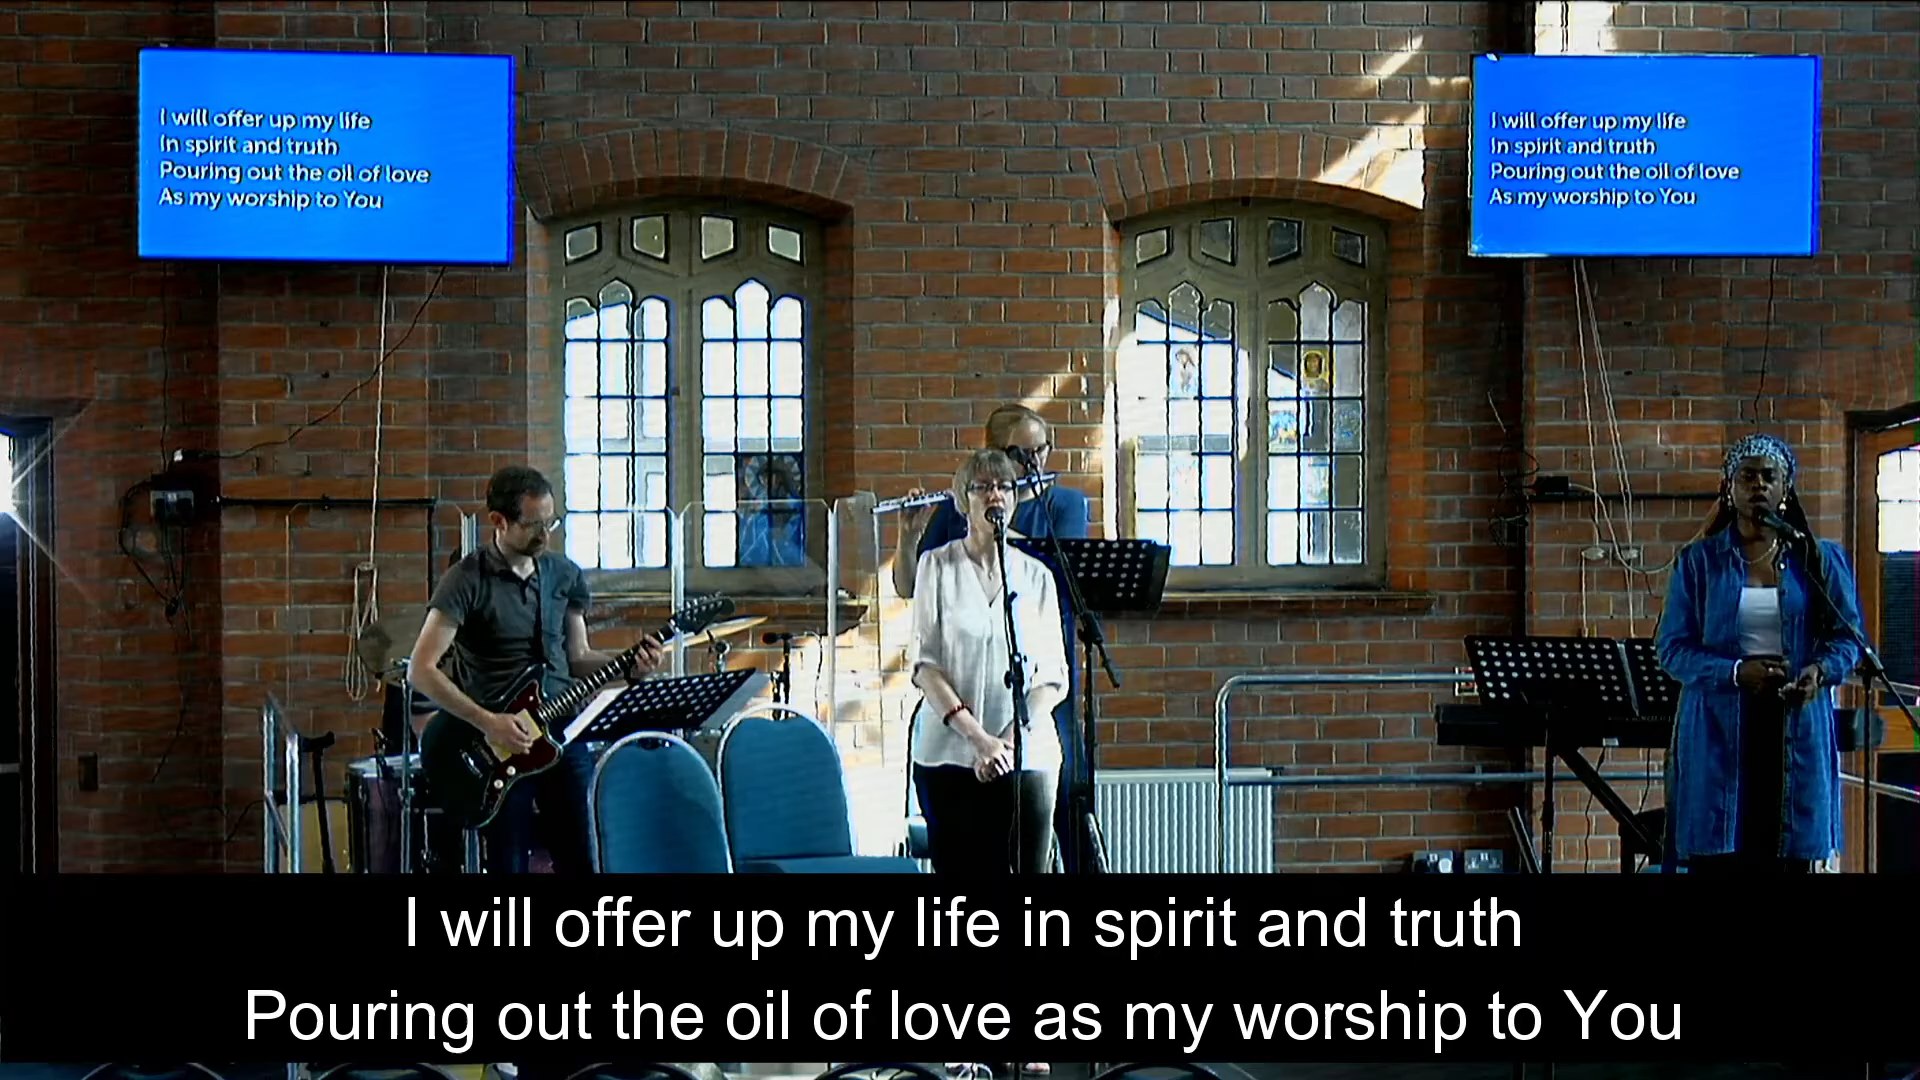 I will offer up my life
In spirit and truth
Pouring out the oil of love
As my worship to You
I will offer up my life
In spirit and truth
Pouring out the oil of love
As my worship to You
I will offer up my life in spirit and truth
Pouring out the oil of love as my worship to You